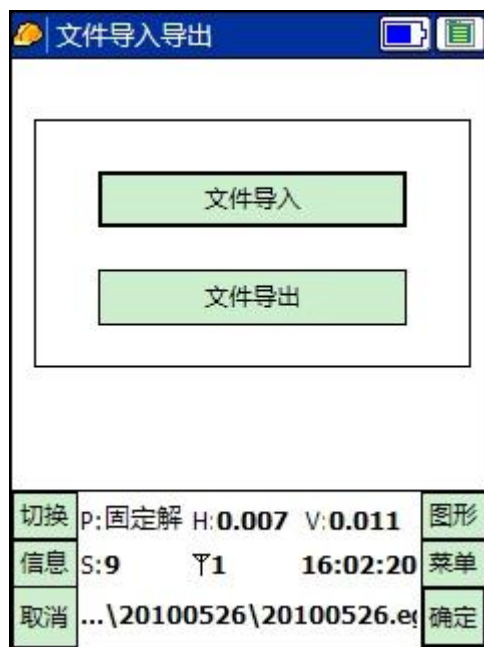 文件导入导出
文件导入
文件导出
切换 P:固定解 H:0.007 V:0.011 图形
信息 S:9 1 16:02:20 菜单
取消 ...\20100526\20100526.eg 确定